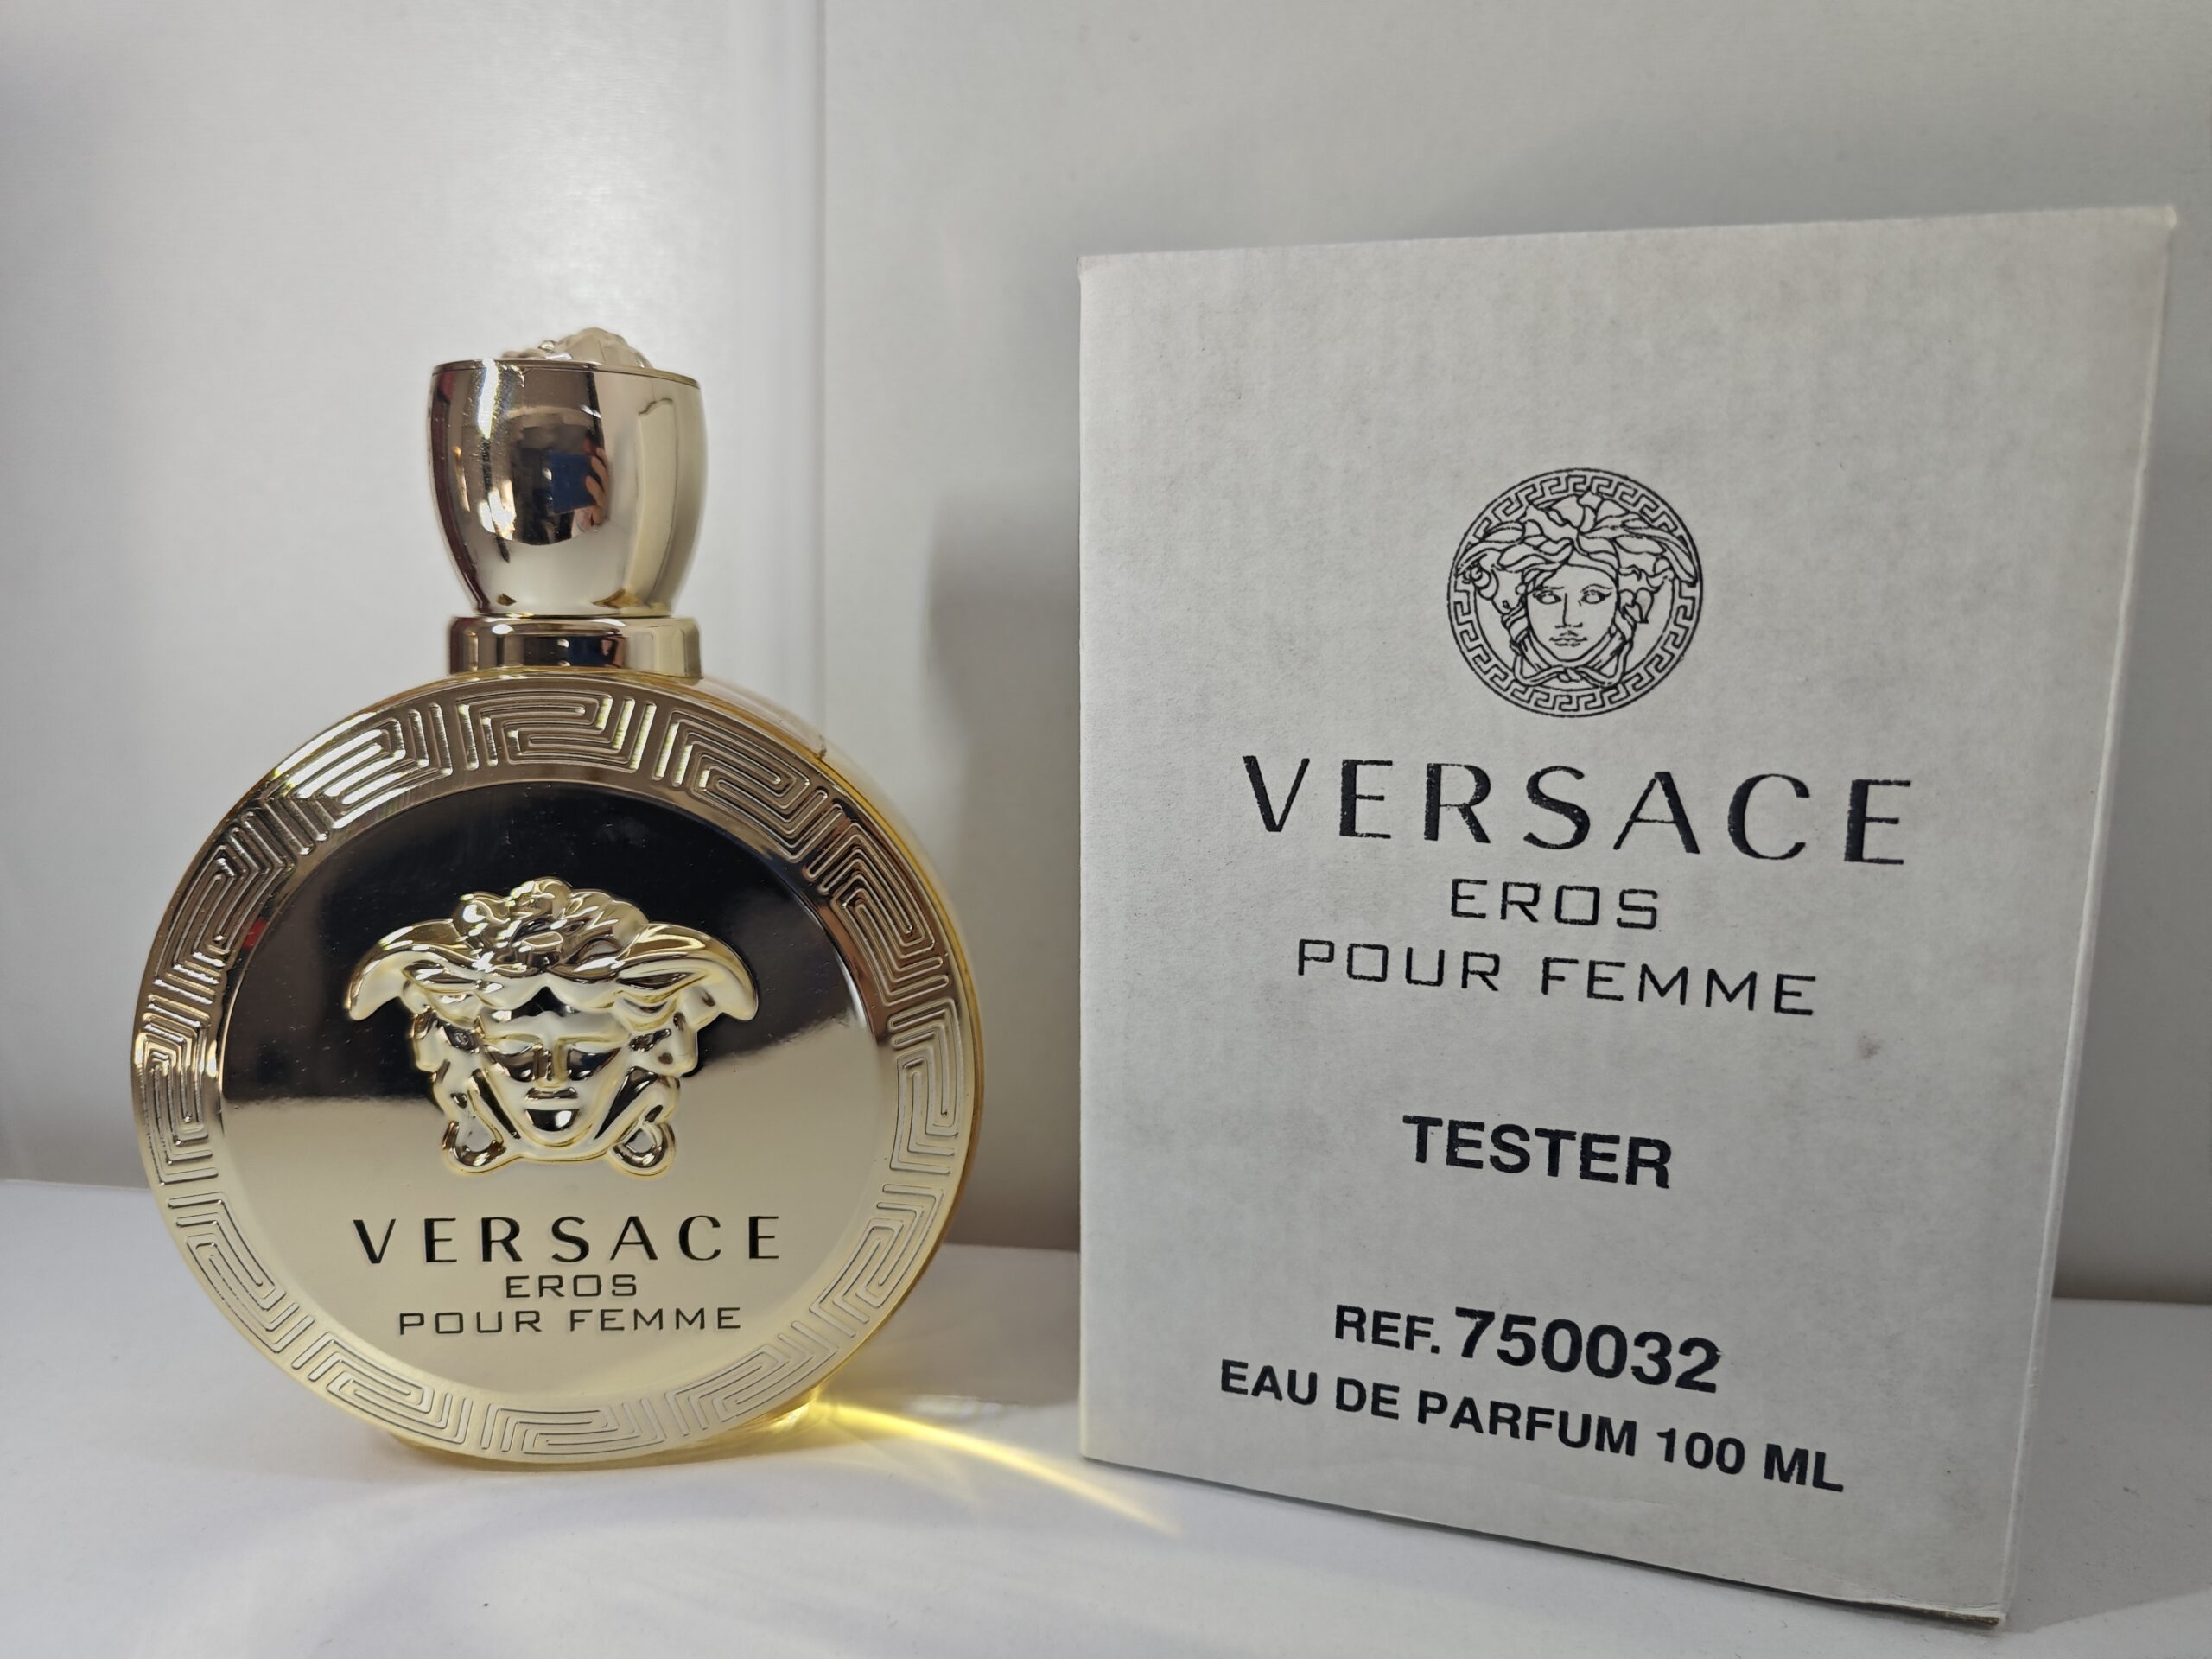 VERSACE
EROS
POUR FEMME
VERSACE
EROS
POUR FEMME
TESTER
REF. 750032
EAU DE PARFUM 100 ML